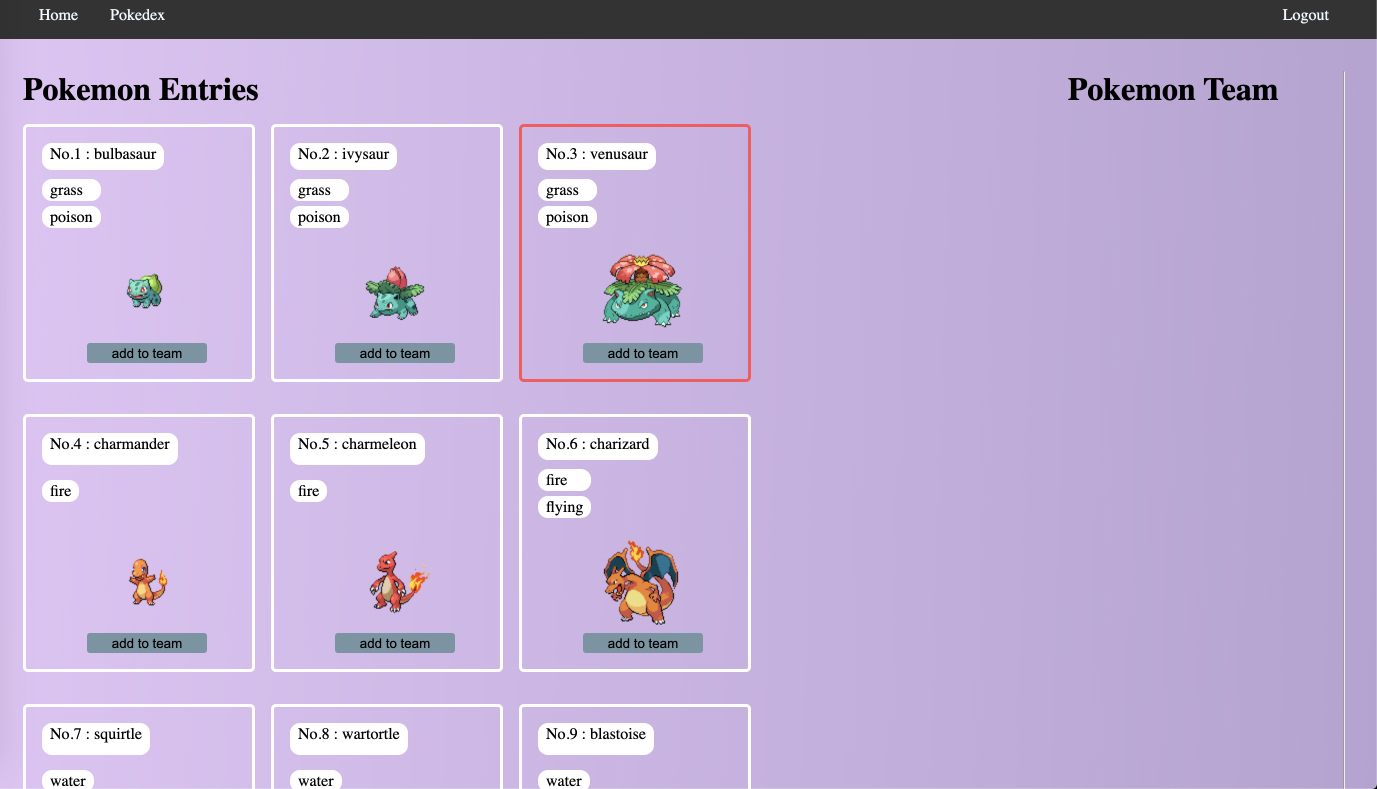 Home Pokedex Logout
Pokemon Entries Pokemon Team
No.1 : bulbasaur
grass
poison
add to team
No.2 : ivysaur
grass
poison
add to team
No.3 : venusaur
grass
poison
add to team
No.4 : charmander
fire
add to team
No.5 : charmeleon
fire
add to team
No.6 : charizard
fire
flying
add to team
No.7 : squirtle
water
No.8 : wartortle
water
No.9 : blastoise
water